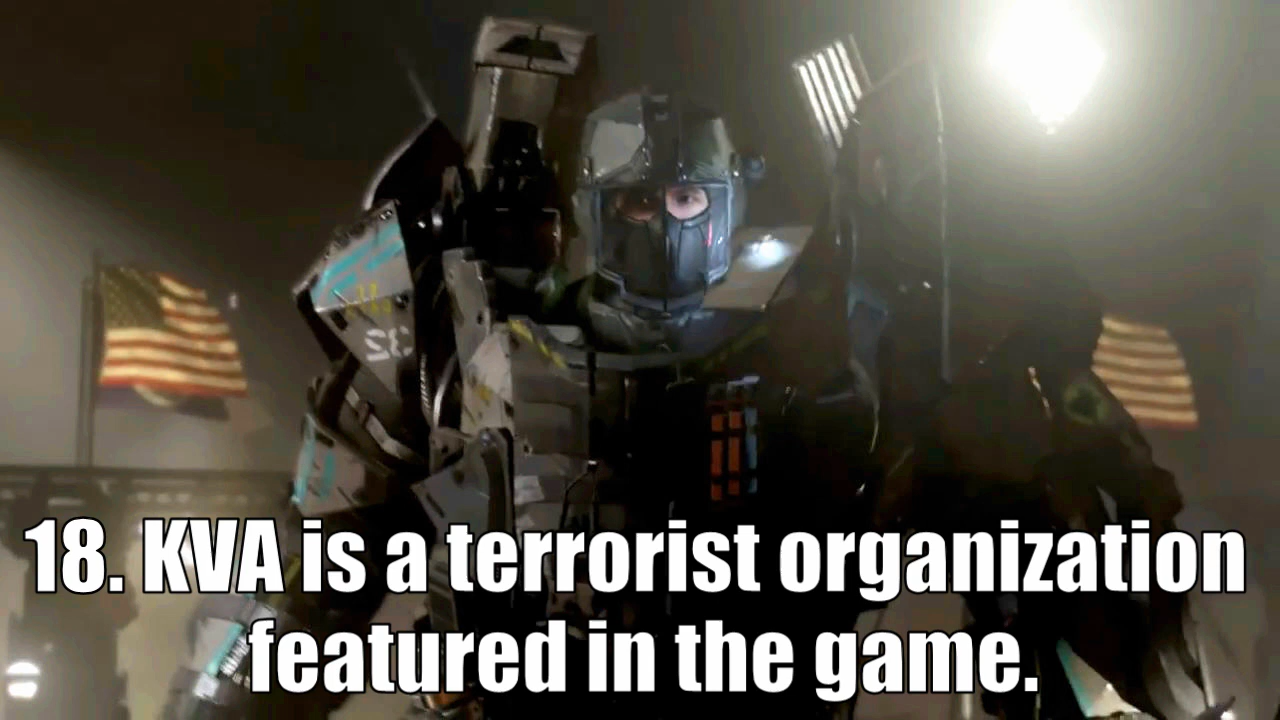 18. KVA is a terrorist organization
featured in the game.